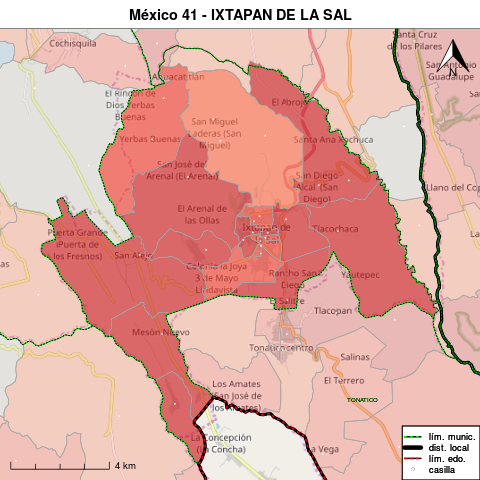 México 41 - IXTAPAN DE LA SAL
Santa Cruz
de los Pilares
Cochisquila
San Antonio
Guadalupe
N
El Rincón de
Dios Yerbas
Buenas
El Abrojo
San Miguel
Laderas (San
Miguel)
Yerbas Buenas
Santa Ana Xochuca
San José de
Arenal (El Arenal)
San Diego
Alcalá (San
Diego)
Llano del Cop
El Arenal de
las Ollas
Ixtapan de
la Sal
Tlacochaca
Puerta Grande
(Puerta de
los Fresnos)
San Alejo
Colonia la Joya
3 de Mayo
Lindavista
Rancho San
Diego
Yautepec
El Salitre
Tlacopan
Mesón Nuevo
Tonatico centro
Salinas
El Terrero
Los Amates
(San José de
los Amates)
TONATICO
La Concepción
(la Concha)
La Vega
4 km
lím. munic.
dist. local
lím. edo.
casilla